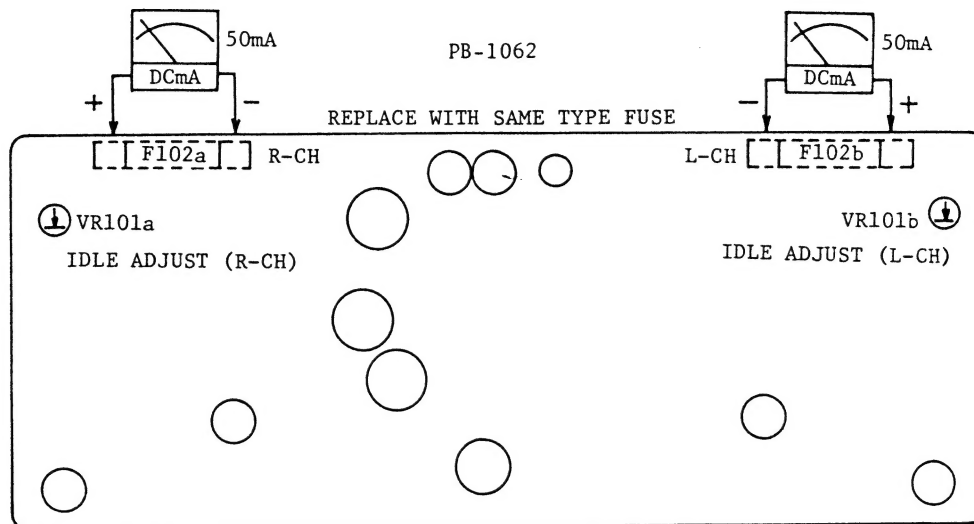 50mA
DCmA
+
−
PB-1062
50mA
DCmA
−
+
REPLACE WITH SAME TYPE FUSE
F102a
R-CH
L-CH
F102b
VR101a
IDLE ADJUST (R-CH)
VR101b
IDLE ADJUST (L-CH)